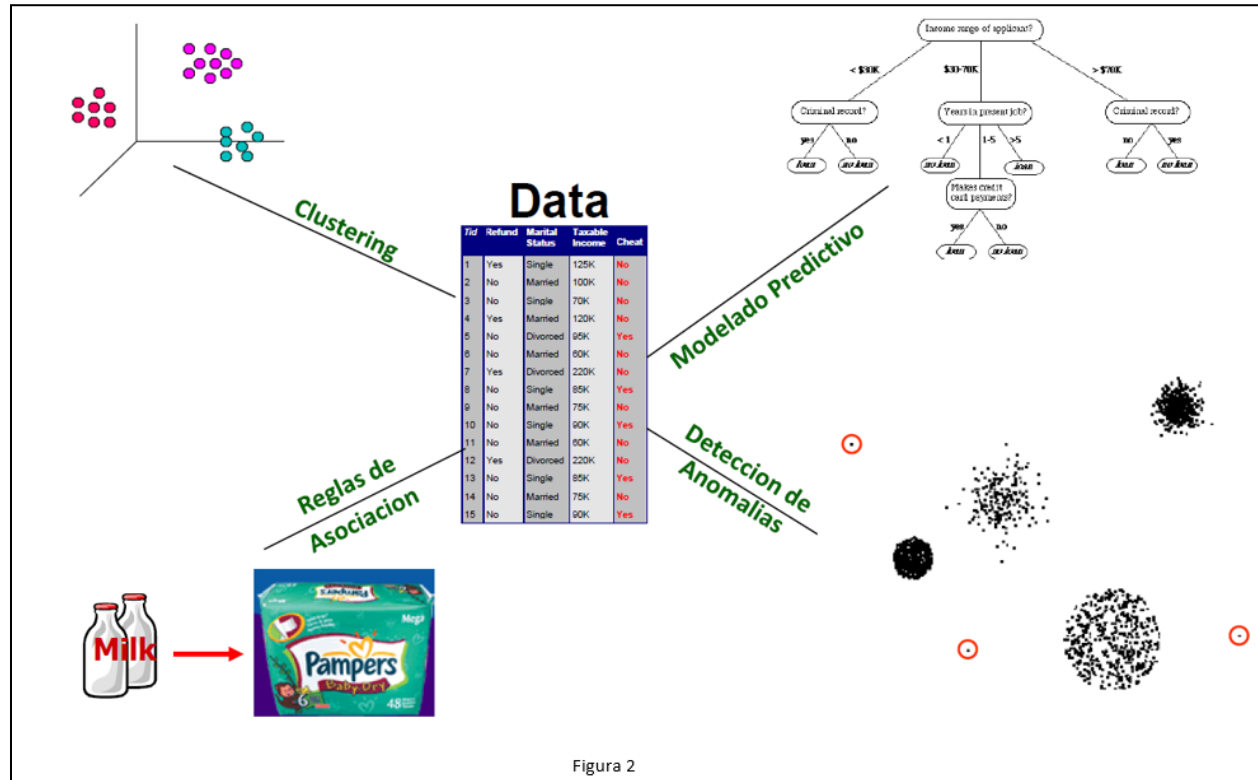 Income range of applicant?
< $30K
$30-70K
> $70K
Criminal record?
Years in present job?
Criminal record?
yes
no
< 1
1-5
>5
no
yes
loan
no loan
no loan
loan
loan
no loan
Makes credit
card payments?
yes
no
loan
no loan
Clustering
Data
Tid Refund Marital Status Taxable Income Cheat
1 Yes Single 125K No
2 No Married 100K No
3 No Single 70K No
4 Yes Married 120K No
5 No Divorced 95K Yes
6 No Married 60K No
7 Yes Divorced 220K No
8 No Single 85K Yes
9 No Married 75K No
10 No Single 90K Yes
11 No Married 60K No
12 Yes Divorced 220K No
13 No Single 85K Yes
14 No Married 75K No
15 No Single 90K Yes
Modelado Predictivo
Reglas de
Asociacion
Deteccion de
Anomalias
Milk
Pampers
Mega
Pampers
Baby-Dry
6
48
Figura 2